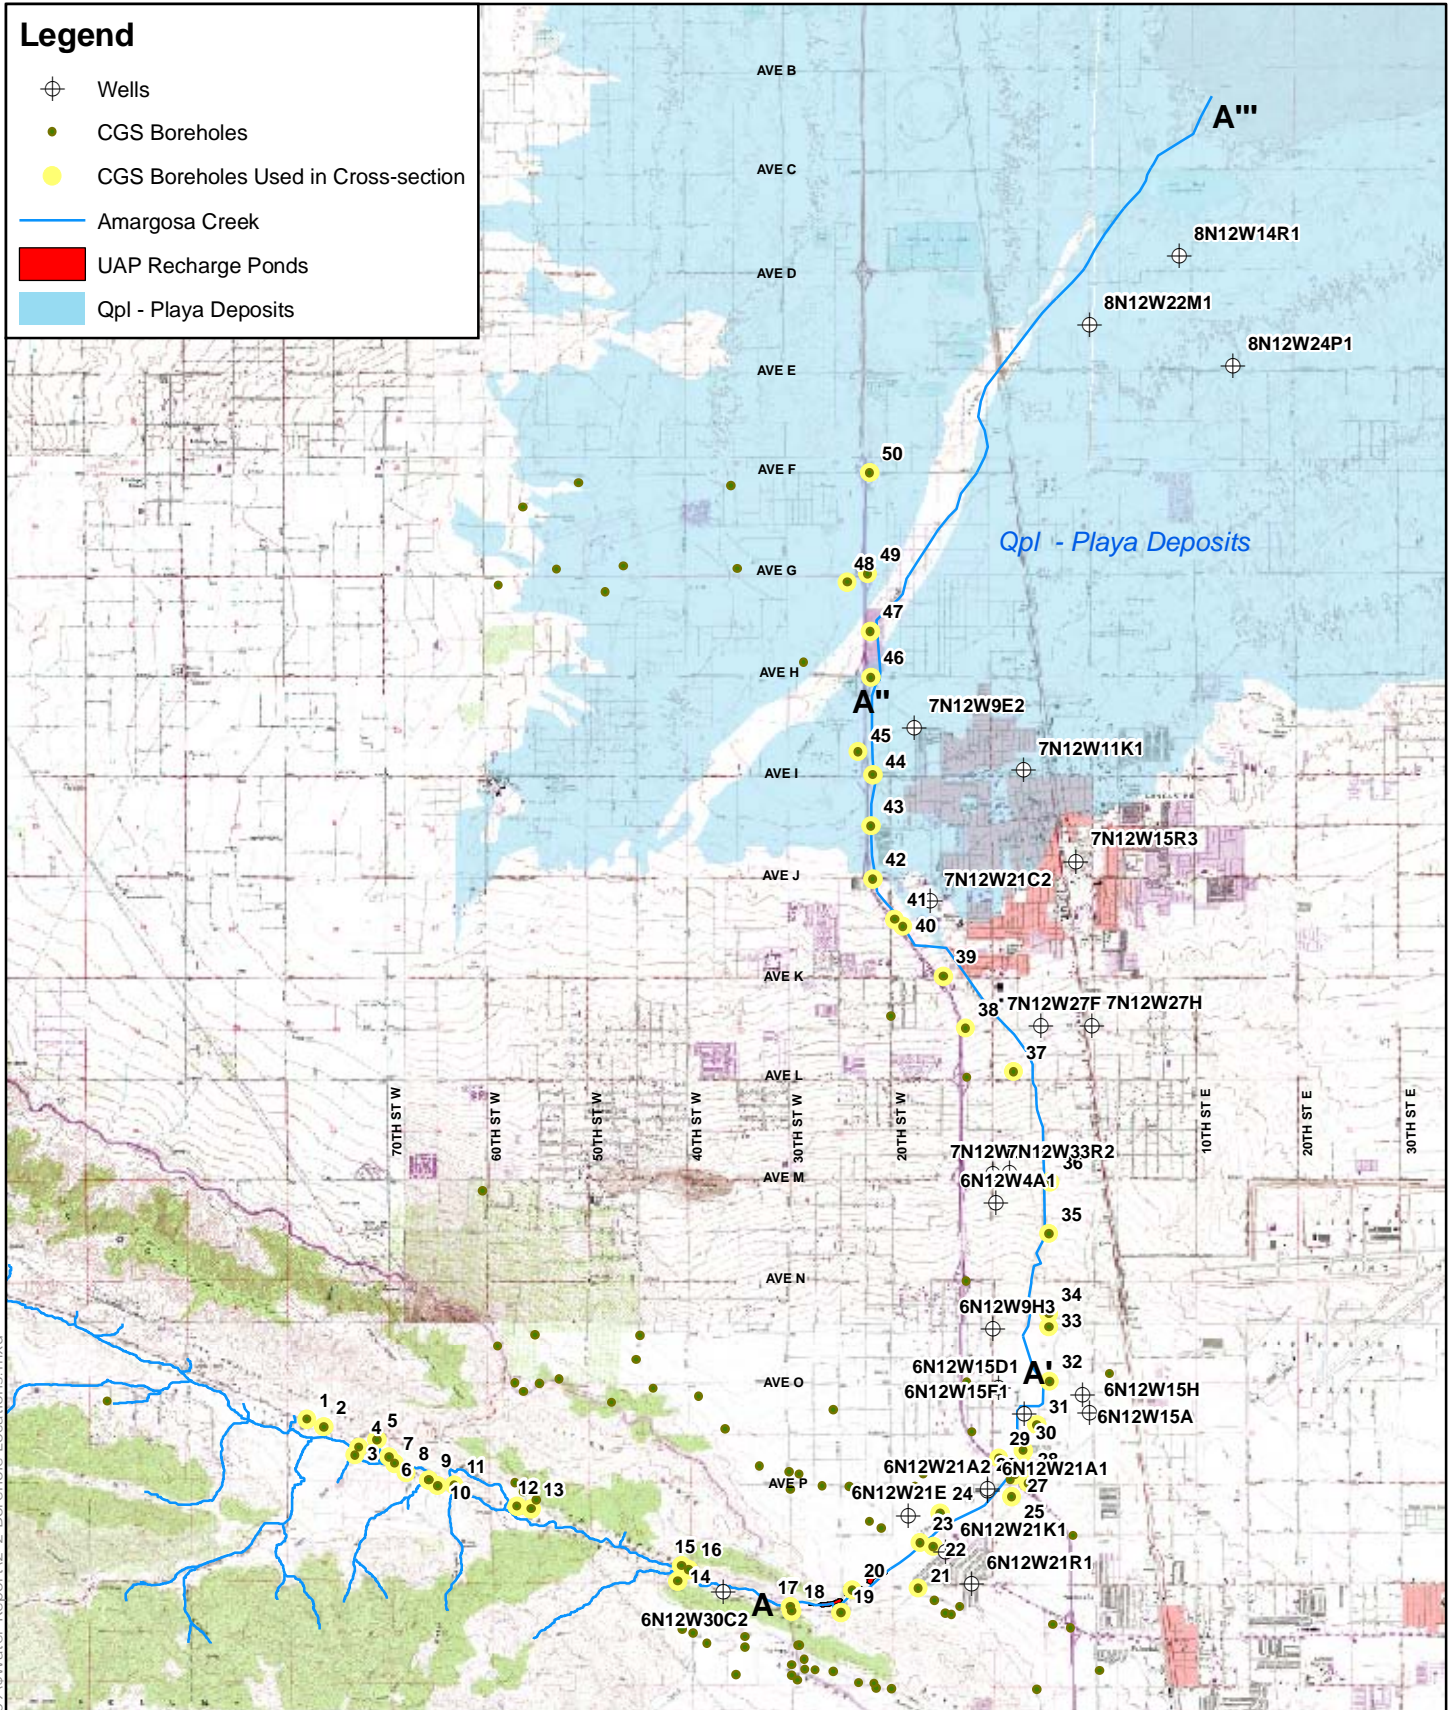 Legend
Wells
CGS Boreholes
CGS Boreholes Used in Cross-section
Amargosa Creek
UAP Recharge Ponds
Qpl - Playa Deposits
AVE B
A'''
AVE C
8N12W14R1
AVE D
8N12W22M1
8N12W24P1
AVE E
50
AVE F
Qpl - Playa Deposits
49
48
AVE G
47
46
AVE H
A''
7N12W9E2
45
7N12W11K1
44
AVE I
43
7N12W15R3
42
AVE J
7N12W21C2
41
40
39
AVE K
38
7N12W27F
7N12W27H
37
AVE L
70TH ST W
60TH ST W
50TH ST W
40TH ST W
30TH ST W
20TH ST W
10TH ST E
20TH ST E
30TH ST E
7N12W33R2
36
AVE M
6N12W4A1
35
AVE N
34
6N12W9H3
33
6N12W15D1
A'
32
AVE O
6N12W15H
6N12W15F1
31
6N12W15A
1
2
30
5
4
29
28
7
3
8
6N12W21A2
6N12W21A1
6
9
11
AVE P
27
10
6N12W21E
24
12
13
25
23
6N12W21K1
22
15
16
6N12W21R1
20
21
14
17
18
19
A
6N12W30C2